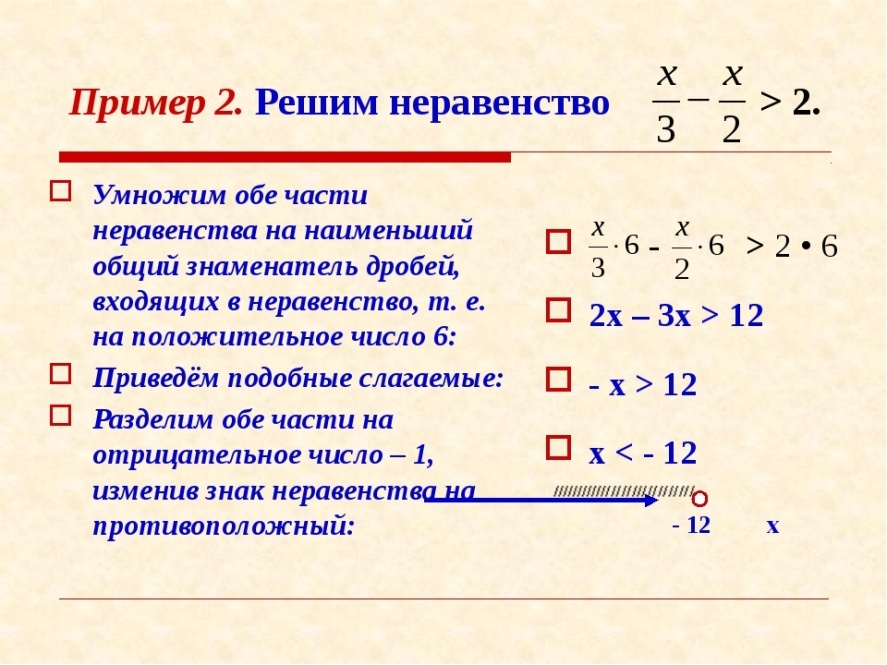 Пример 2. Решим неравенство x/3 − x/2 > 2.
Умножим обе части
неравенства на наименьший
общий знаменатель дробей,
входящих в неравенство, т. е.
на положительное число 6:
Приведём подобные слагаемые:
Разделим обе части на
отрицательное число – 1,
изменив знак неравенства на
противоположный:
x/3 · 6 - x/2 · 6 > 2 • 6
2х – 3х > 12
- х > 12
х < - 12
- 12 х